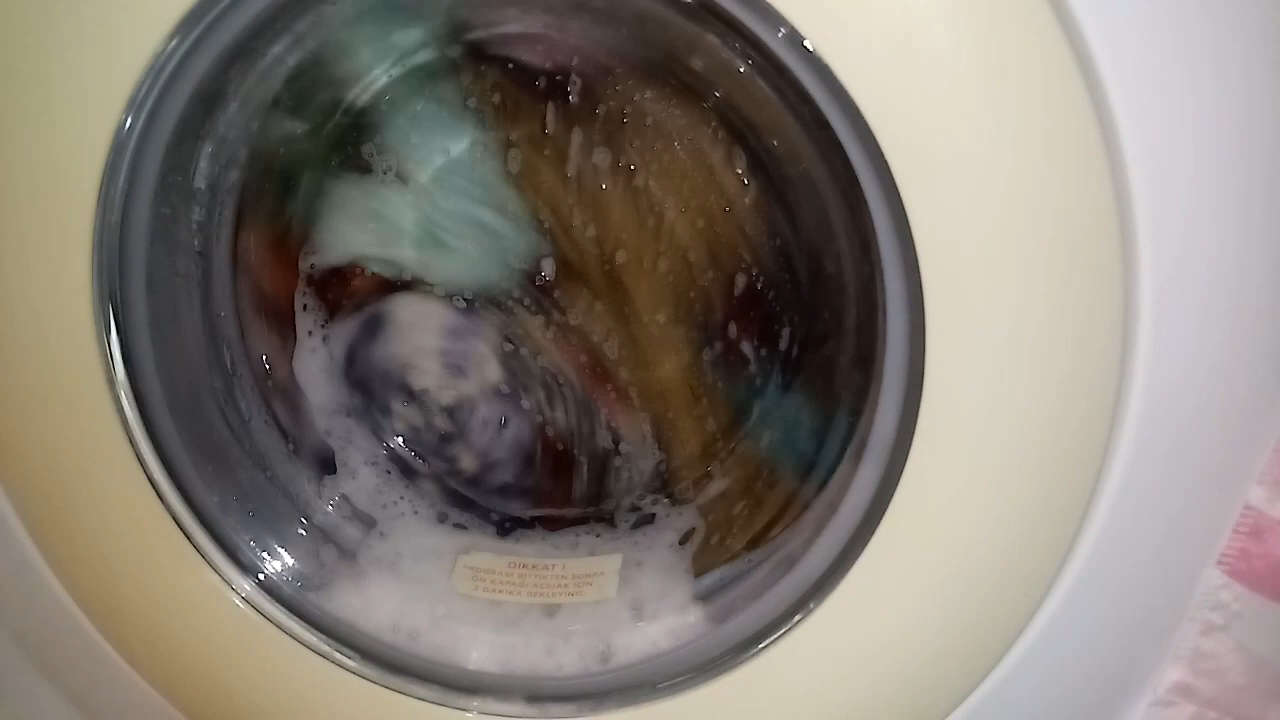 DİKKAT !
PROGRAM BİTTİKTEN SONRA
ÖN KAPAĞI AÇMAK İÇİN
2 DAKİKA BEKLEYİNİZ